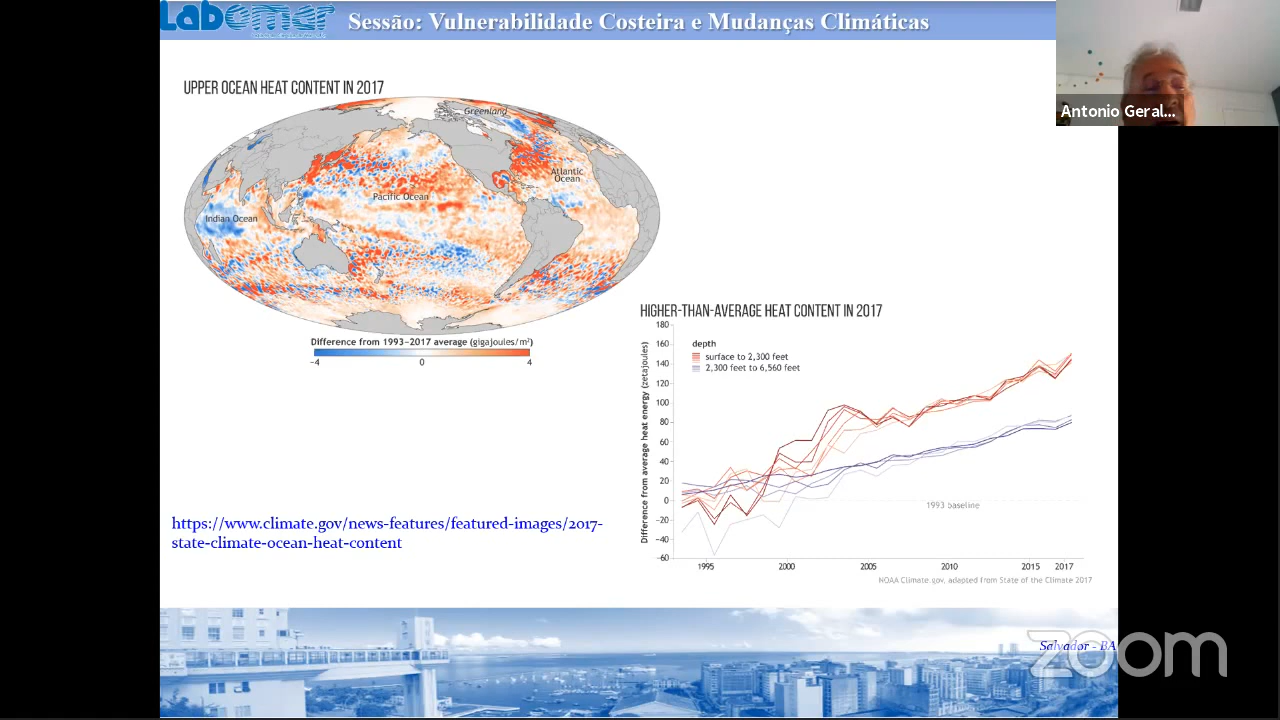 Labomar
Sessão: Vulnerabilidade Costeira e Mudanças Climáticas
Antonio Geral...
UPPER OCEAN HEAT CONTENT IN 2017
Greenland
Atlantic
Ocean
Pacific Ocean
Indian Ocean
Difference from 1993–2017 average (gigajoules/m²)
−4 0 4
HIGHER-THAN-AVERAGE HEAT CONTENT IN 2017
Difference from average heat energy (zetajoules)
180
160
140
120
100
80
60
40
20
0
−20
−40
−60
depth
surface to 2,300 feet
2,300 feet to 6,560 feet
1993 baseline
1995 2000 2005 2010 2015 2017
NOAA Climate.gov, adapted from State of the Climate 2017
https://www.climate.gov/news-features/featured-images/2017-
state-climate-ocean-heat-content
Salvador - BA
zoom